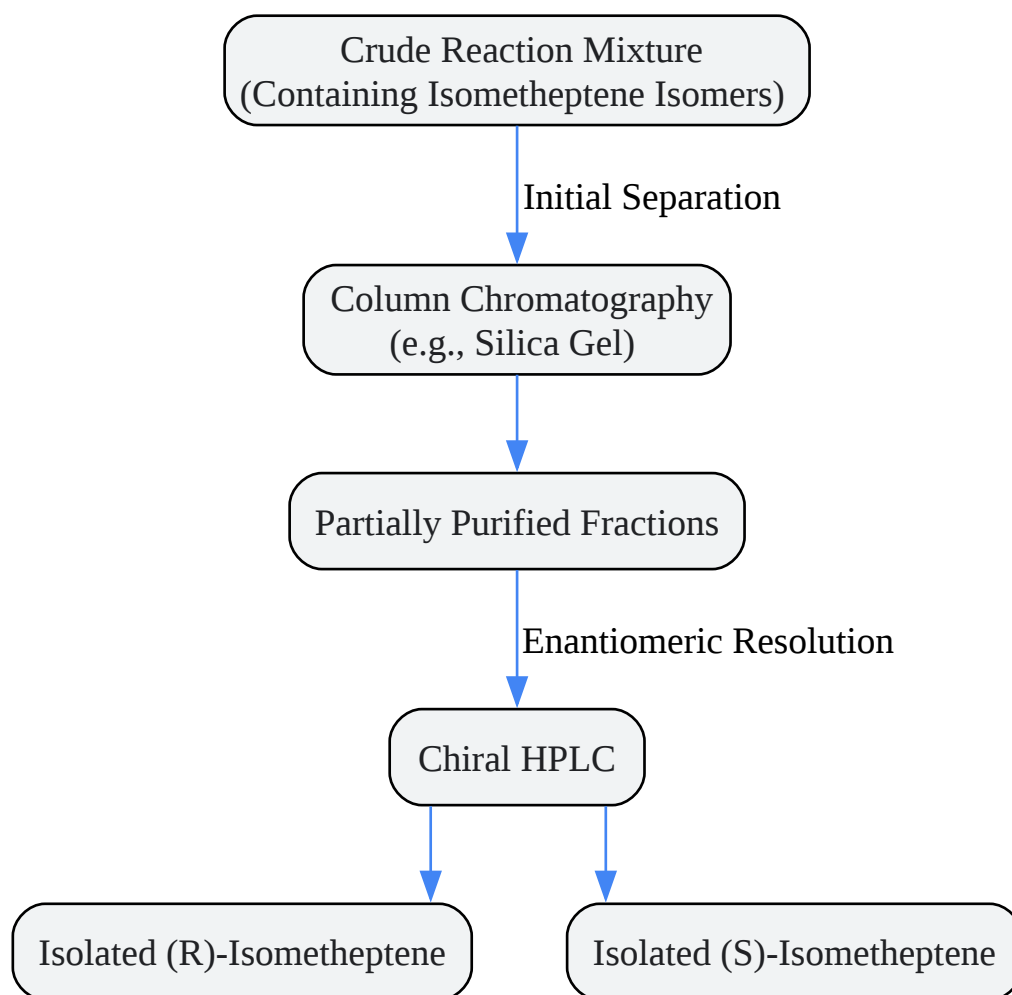 Crude Reaction Mixture
(Containing Isometheptene Isomers)
Initial Separation
Column Chromatography
(e.g., Silica Gel)
Partially Purified Fractions
Enantiomeric Resolution
Chiral HPLC
Isolated (R)-Isometheptene
Isolated (S)-Isometheptene